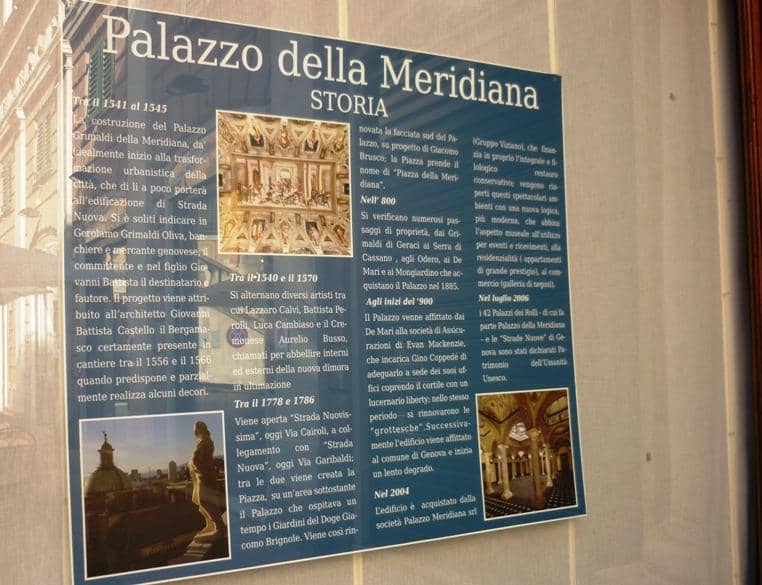 Palazzo della Meridiana
STORIA
Tra il 1541 al 1545
La costruzione del Palazzo
Grimaldi della Meridiana, da'
idealmente inizio alla trasfor-
mazione urbanistica della
città, che di li a poco porterà
all'edificazione di Strada
Nuova. Si è soliti indicare in
Gerolamo Grimaldi Oliva, ban-
chiere e mercante genovese, il
committente e nel figlio Gio-
vanni Battista il destinatario e
fautore. Il progetto viene attri-
buito all'architetto Giovanni
Battista Castello il Bergama-
sco certamente presente in
cantiere tra il 1556 e il 1566
quando predispone e parzial-
mente realizza alcuni decori.
Tra il 1540 e il 1570
Si alternano diversi artisti tra
cui Lazzaro Calvi, Battista Pe-
rolli, Luca Cambiaso e il Cre-
monese Aurelio Busso,
chiamati per abbellire interni
ed esterni della nuova dimora
in ultimazione
Tra il 1778 e 1786
Viene aperta "Strada Nuovis-
sima", oggi Via Cairoli, a col-
legamento con "Strada
Nuova", oggi Via Garibaldi;
tra le due viene creata la
Piazza, su un'area sottostante
il Palazzo che ospitava un
tempo i Giardini del Doge Gia-
como Brignole. Viene così rin-
novata la facciata sud del Pa-
lazzo, su progetto di Giacomo
Brusco; la Piazza prende il
nome di "Piazza della Meri-
diana".
Nell' 800
Si verificano numerosi pas-
saggi di proprietà, dai Gri-
maldi di Geraci ai Serra di
Cassano , agli Odero, ai De
Mari e ai Mongiardino che ac-
quistano il Palazzo nel 1885.
Agli inizi del '900
Il Palazzo venne affittato dai
De Mari alla società di Assicu-
razioni di Evan Mackenzie,
che incarica Gino Coppedé di
adeguarlo a sede dei suoi uf-
fici coprendo il cortile con un
lucernario liberty; nello stesso
periodo si rinnovarono le
"grottesche".Successiva-
mente l'edificio viene affittato
al comune di Genova e inizia
un lento degrado.
Nel 2004
L'edificio è acquistato dalla
società Palazzo Meridiana srl
(Gruppo Viziano), che finan-
zia in proprio l'integrale e fi-
lologico restauro
conservativo; vengono ria-
perti questi spettacolari am-
bienti con una nuova logica,
più moderna, che abbina
l'aspetto museale all'utilizzo
per eventi e ricevimenti, alla
residenzialità ( appartamenti
di grande prestigio), al com-
mercio (galleria di negozi).
Nel luglio 2006
i 42 Palazzi dei Rolli - di cui fa
parte Palazzo della Meridiana
- e le "Strade Nuove" di Ge-
nova sono stati dichiarati Pa-
trimonio dell'Umanità
Unesco.